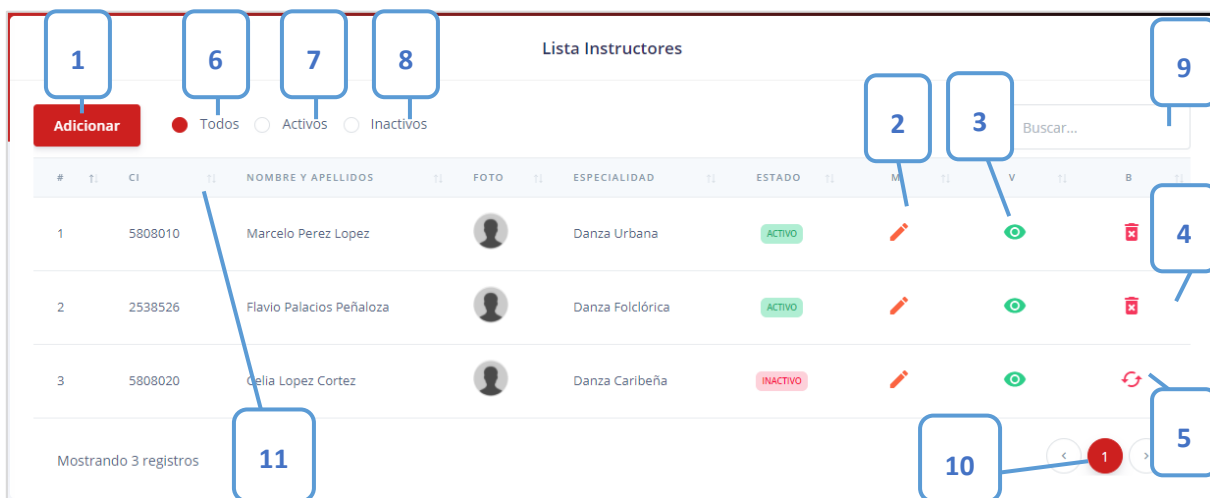 Lista Instructores
1 6 7 8 9
Adicionar Todos Activos Inactivos 2 3 Buscar...
# CI NOMBRE Y APELLIDOS FOTO ESPECIALIDAD ESTADO M V B
1 5808010 Marcelo Perez Lopez Danza Urbana ACTIVO 4
2 2538526 Flavio Palacios Peñaloza Danza Folclórica ACTIVO
3 5808020 Celia Lopez Cortez Danza Caribeña INACTIVO
Mostrando 3 registros 11 10 1 5